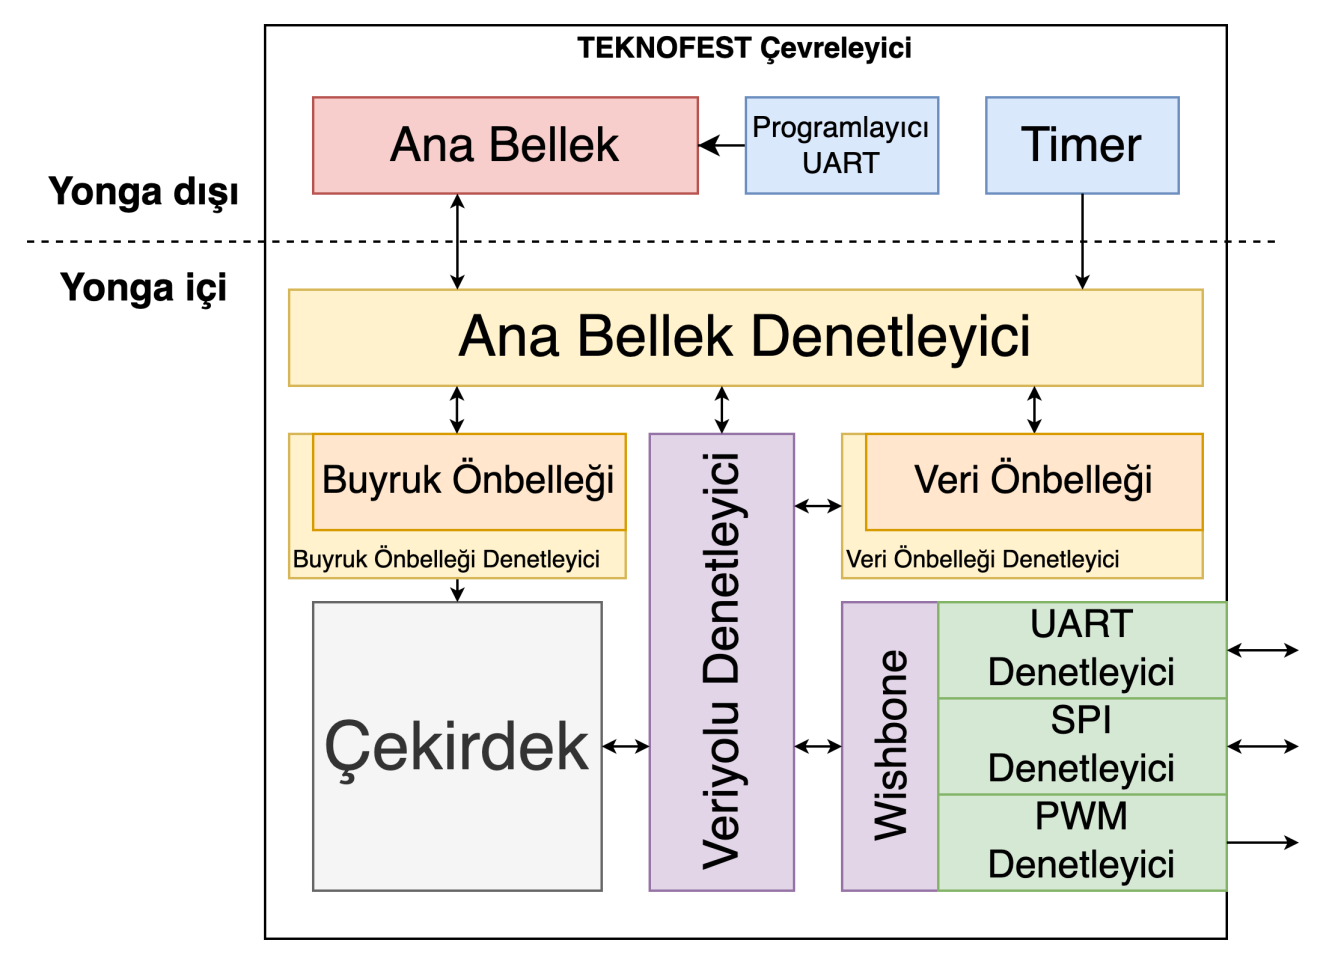 TEKNOFEST Çevreleyici
Ana Bellek
Programlayıcı
UART
Timer
Yonga dışı
Yonga içi
Ana Bellek Denetleyici
Buyruk Önbelleği
Buyruk Önbelleği Denetleyici
Veriyolu Denetleyici
Veri Önbelleği
Veri Önbelleği Denetleyici
Çekirdek
Wishbone
UART
Denetleyici
SPI
Denetleyici
PWM
Denetleyici